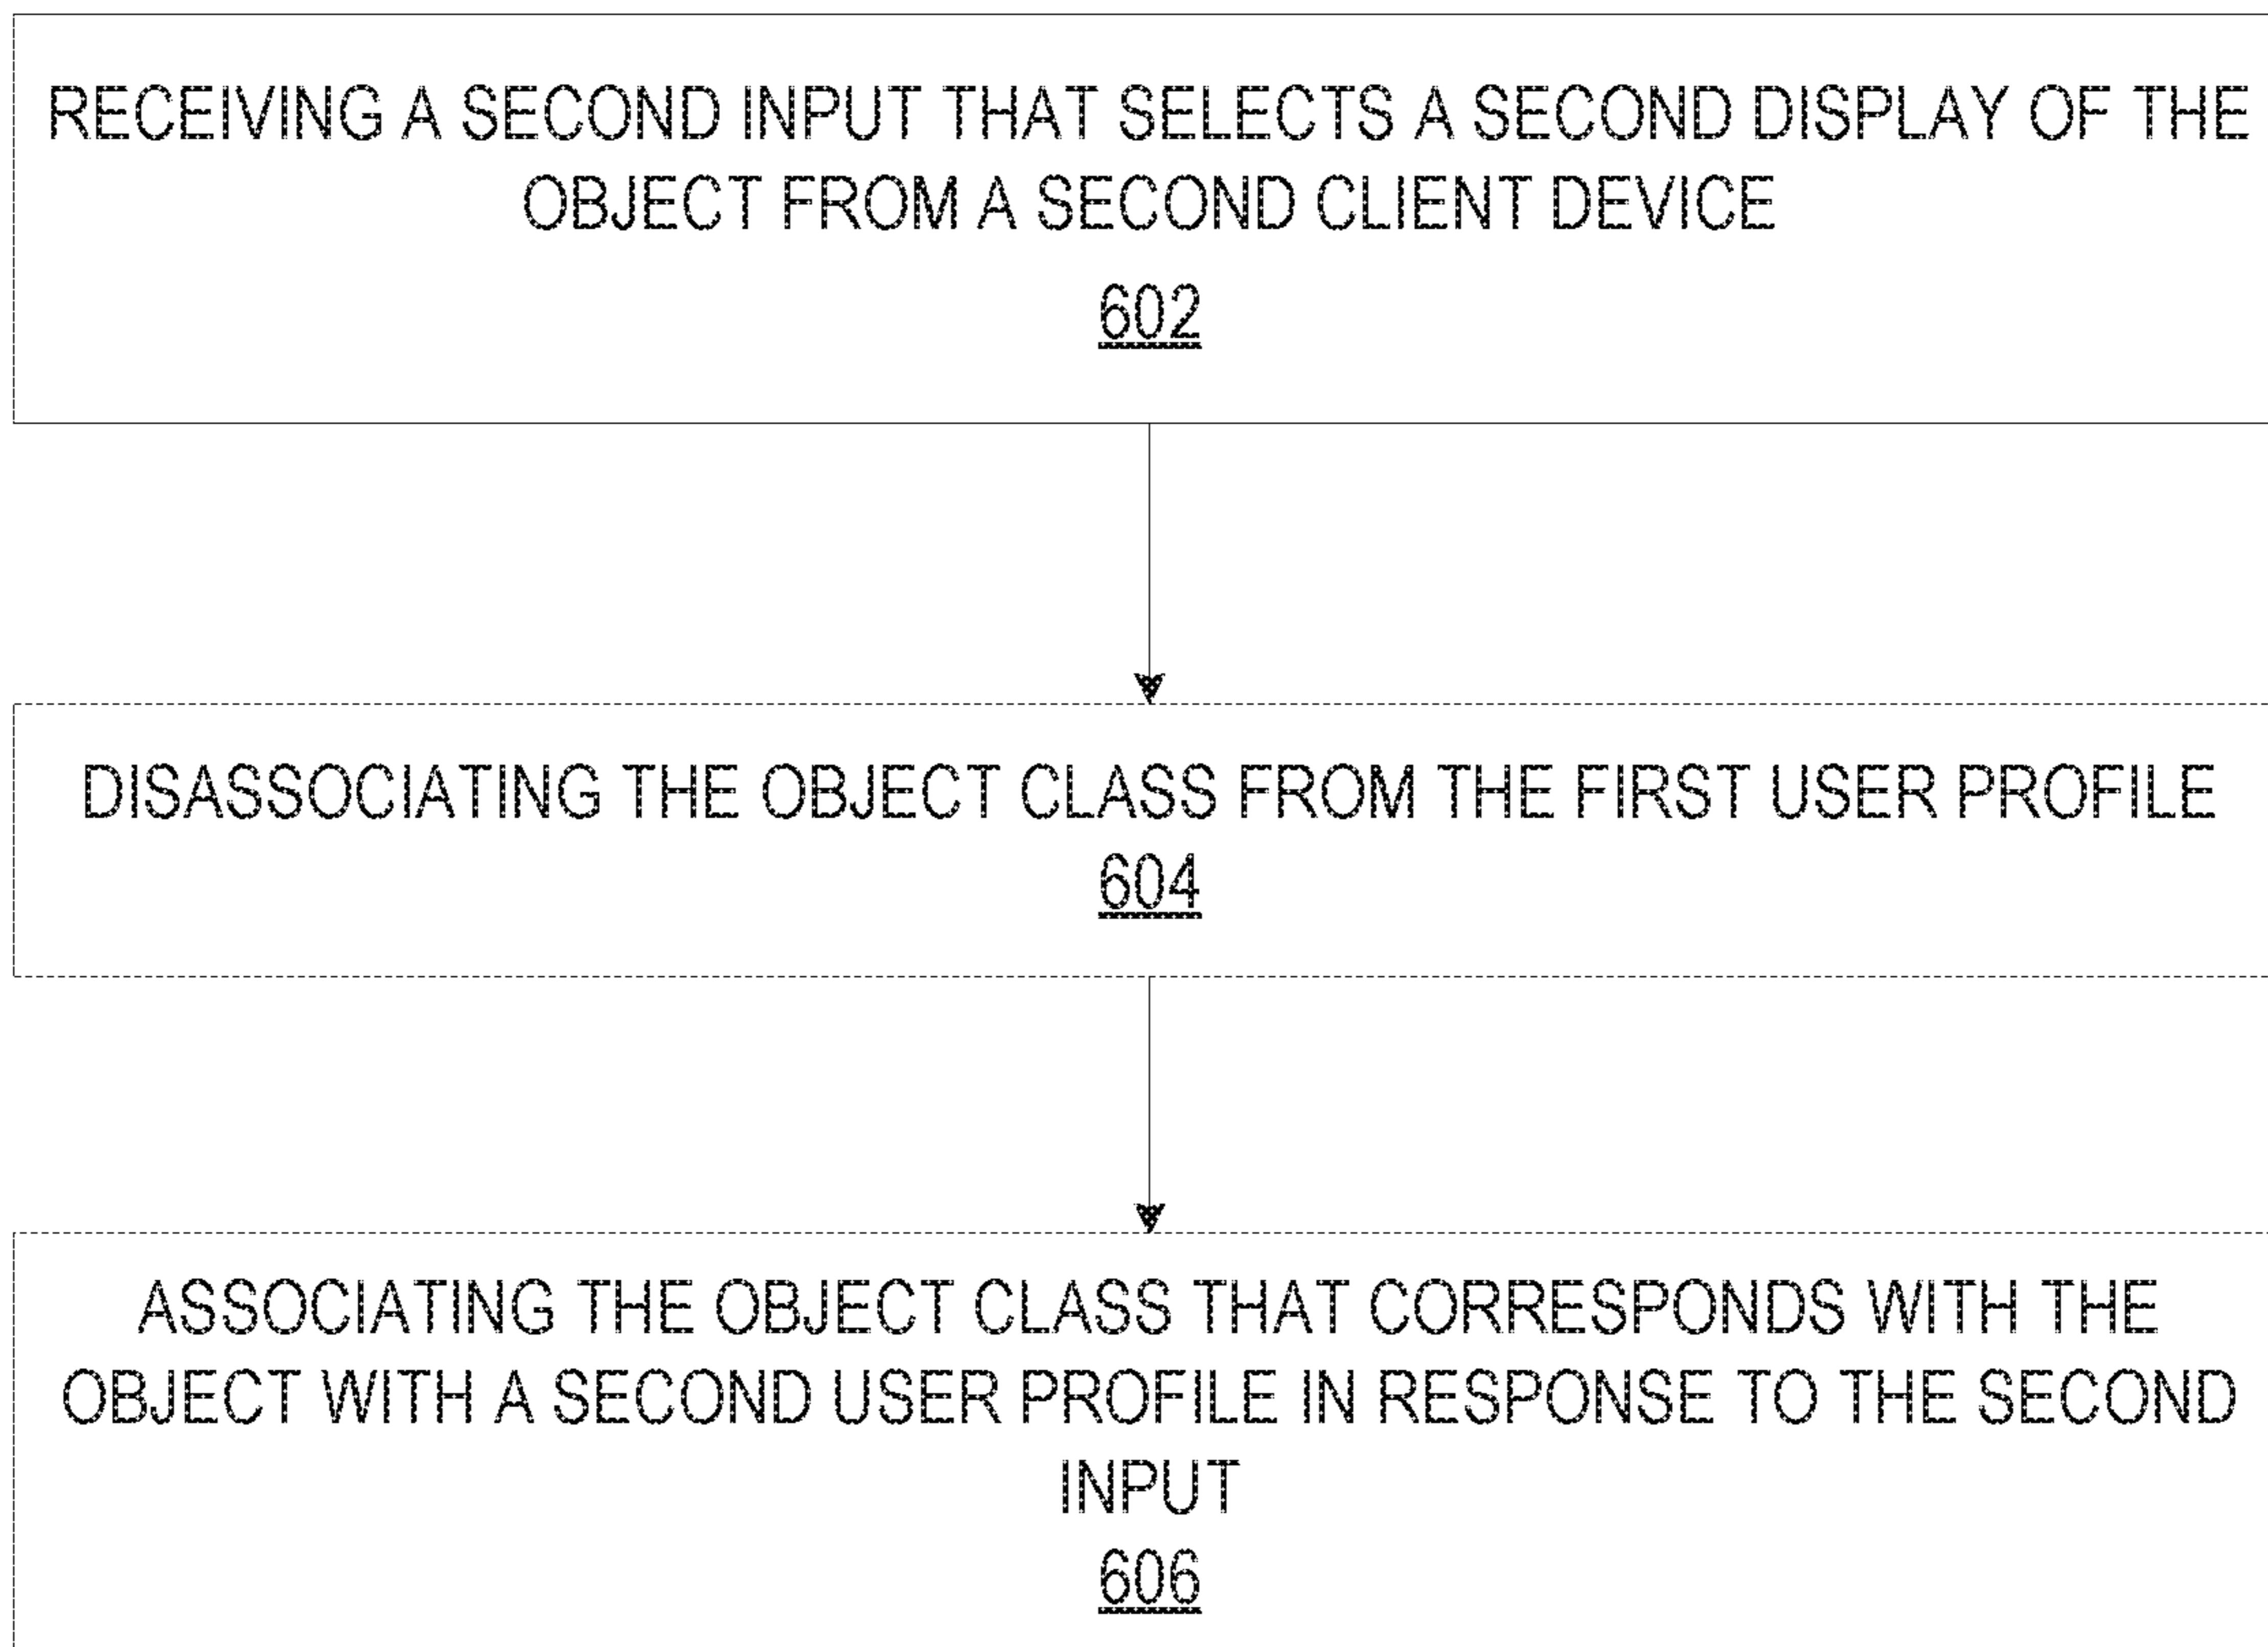 RECEIVING A SECOND INPUT THAT SELECTS A SECOND DISPLAY OF THE
OBJECT FROM A SECOND CLIENT DEVICE
602
DISASSOCIATING THE OBJECT CLASS FROM THE FIRST USER PROFILE
604
ASSOCIATING THE OBJECT CLASS THAT CORRESPONDS WITH THE
OBJECT WITH A SECOND USER PROFILE IN RESPONSE TO THE SECOND
INPUT
606